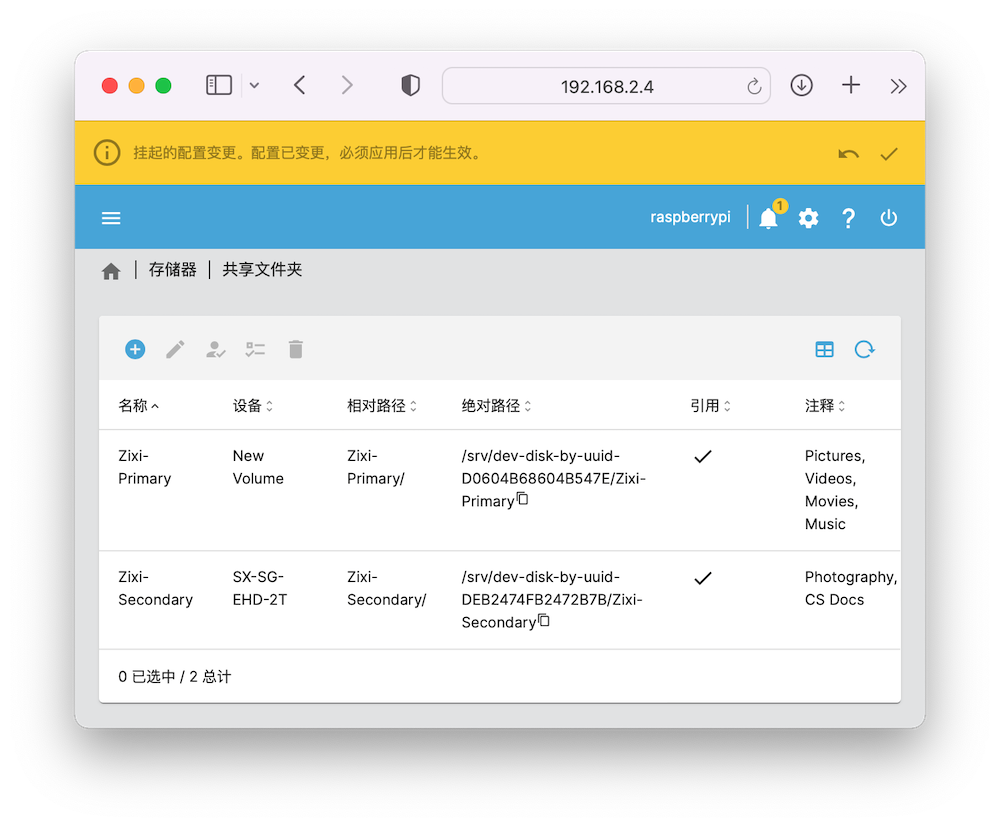 192.168.2.4
挂起的配置变更。配置已变更，必须应用后才能生效。
raspberrypi
1
存储器 | 共享文件夹
名称 设备 相对路径 绝对路径 引用 注释
Zixi-
Primary
New
Volume
Zixi-
Primary/
/srv/dev-disk-by-uuid-
D0604B68604B547E/Zixi-
Primary
Pictures,
Videos,
Movies,
Music
Zixi-
Secondary
SX-SG-
EHD-2T
Zixi-
Secondary/
/srv/dev-disk-by-uuid-
DEB2474FB2472B7B/Zixi-
Secondary
Photography,
CS Docs
0 已选中 / 2 总计